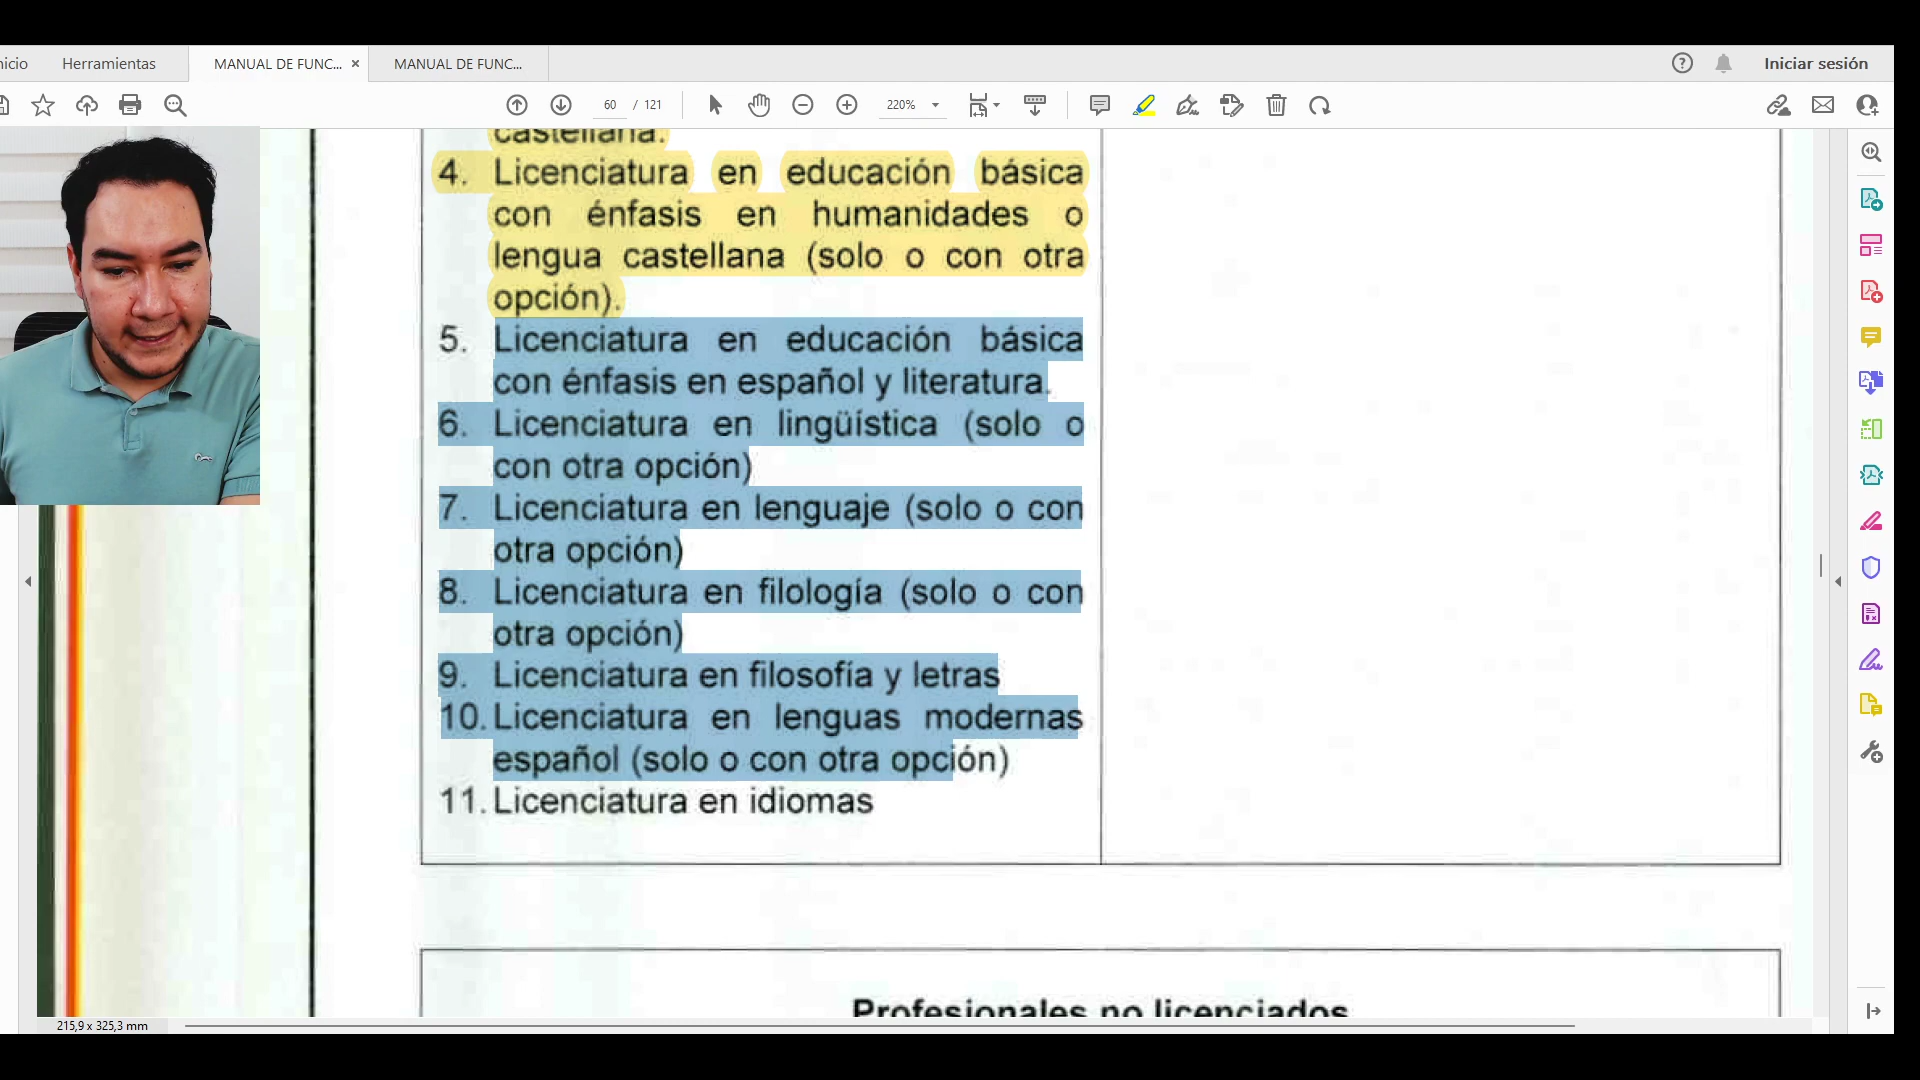 nicio
Herramientas
MANUAL DE FUNC... ×
MANUAL DE FUNC...
Iniciar sesión
60 / 121
220%
castellana.
4. Licenciatura en educación básica
con énfasis en humanidades o
lengua castellana (solo o con otra
opción).
5. Licenciatura en educación básica
con énfasis en español y literatura.
6. Licenciatura en lingüística (solo o
con otra opción)
7. Licenciatura en lenguaje (solo o con
otra opción)
8. Licenciatura en filología (solo o con
otra opción)
9. Licenciatura en filosofía y letras
10. Licenciatura en lenguas modernas
español (solo o con otra opción)
11. Licenciatura en idiomas
Profesionales no licenciados
215,9 x 325,3 mm